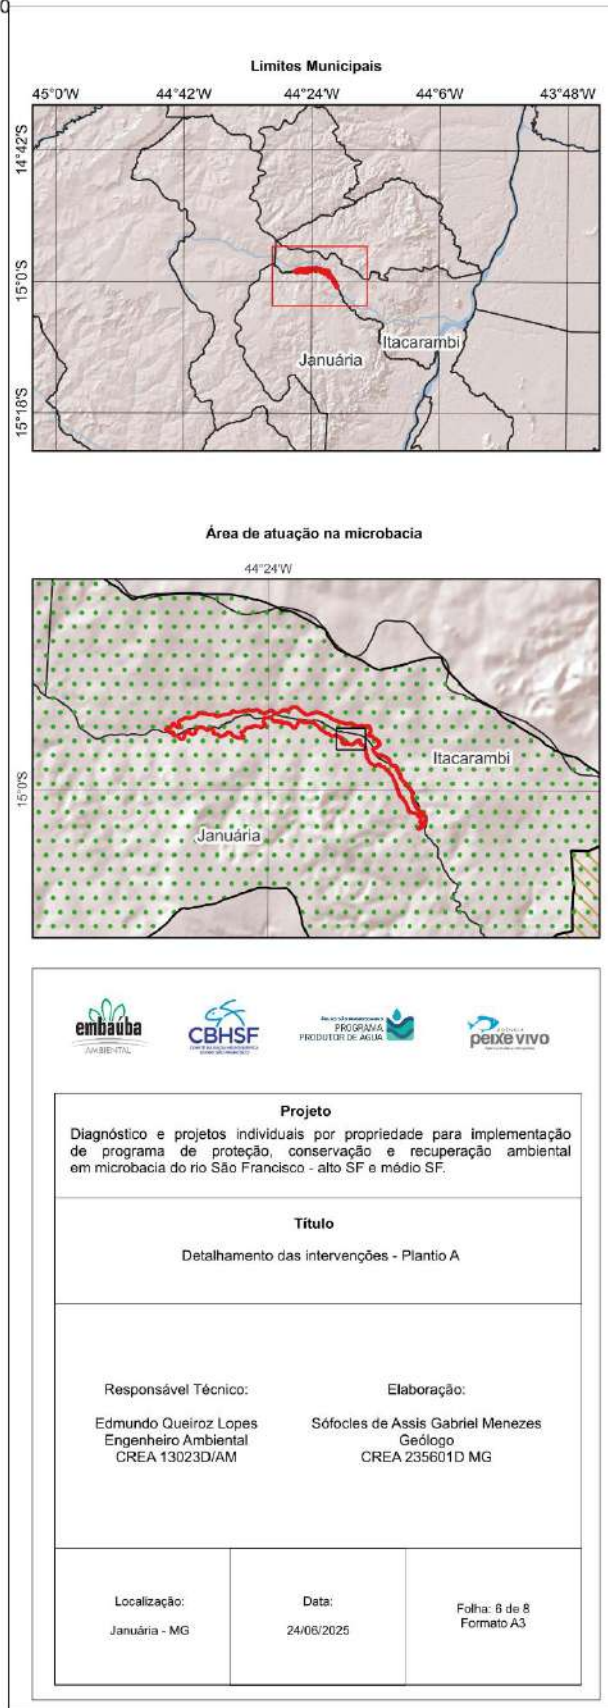 0
Limites Municipais
45°0'W 44°42'W 44°24'W 44°6'W 43°48'W
14°42'S
15°0'S
15°18'S
Itacarambi
Januária
Área de atuação na microbacia
44°24'W
15°0'S
Itacarambi
Januária
embaúba
AMBIENTAL
CBHSF
PROGRAMA
PRODUTOR DE ÁGUA
AGÊNCIA
peixe vivo
Projeto
Diagnóstico e projetos individuais por propriedade para implementação
de programa de proteção, conservação e recuperação ambiental
em microbacia do rio São Francisco - alto SF e médio SF.
Título
Detalhamento das intervenções - Plantio A
Responsável Técnico:
Edmundo Queiroz Lopes
Engenheiro Ambiental
CREA 13023D/AM
Elaboração:
Sófocles de Assis Gabriel Menezes
Geólogo
CREA 235601D MG
Localização:
Januária - MG
Data:
24/06/2025
Folha: 6 de 8
Formato A3